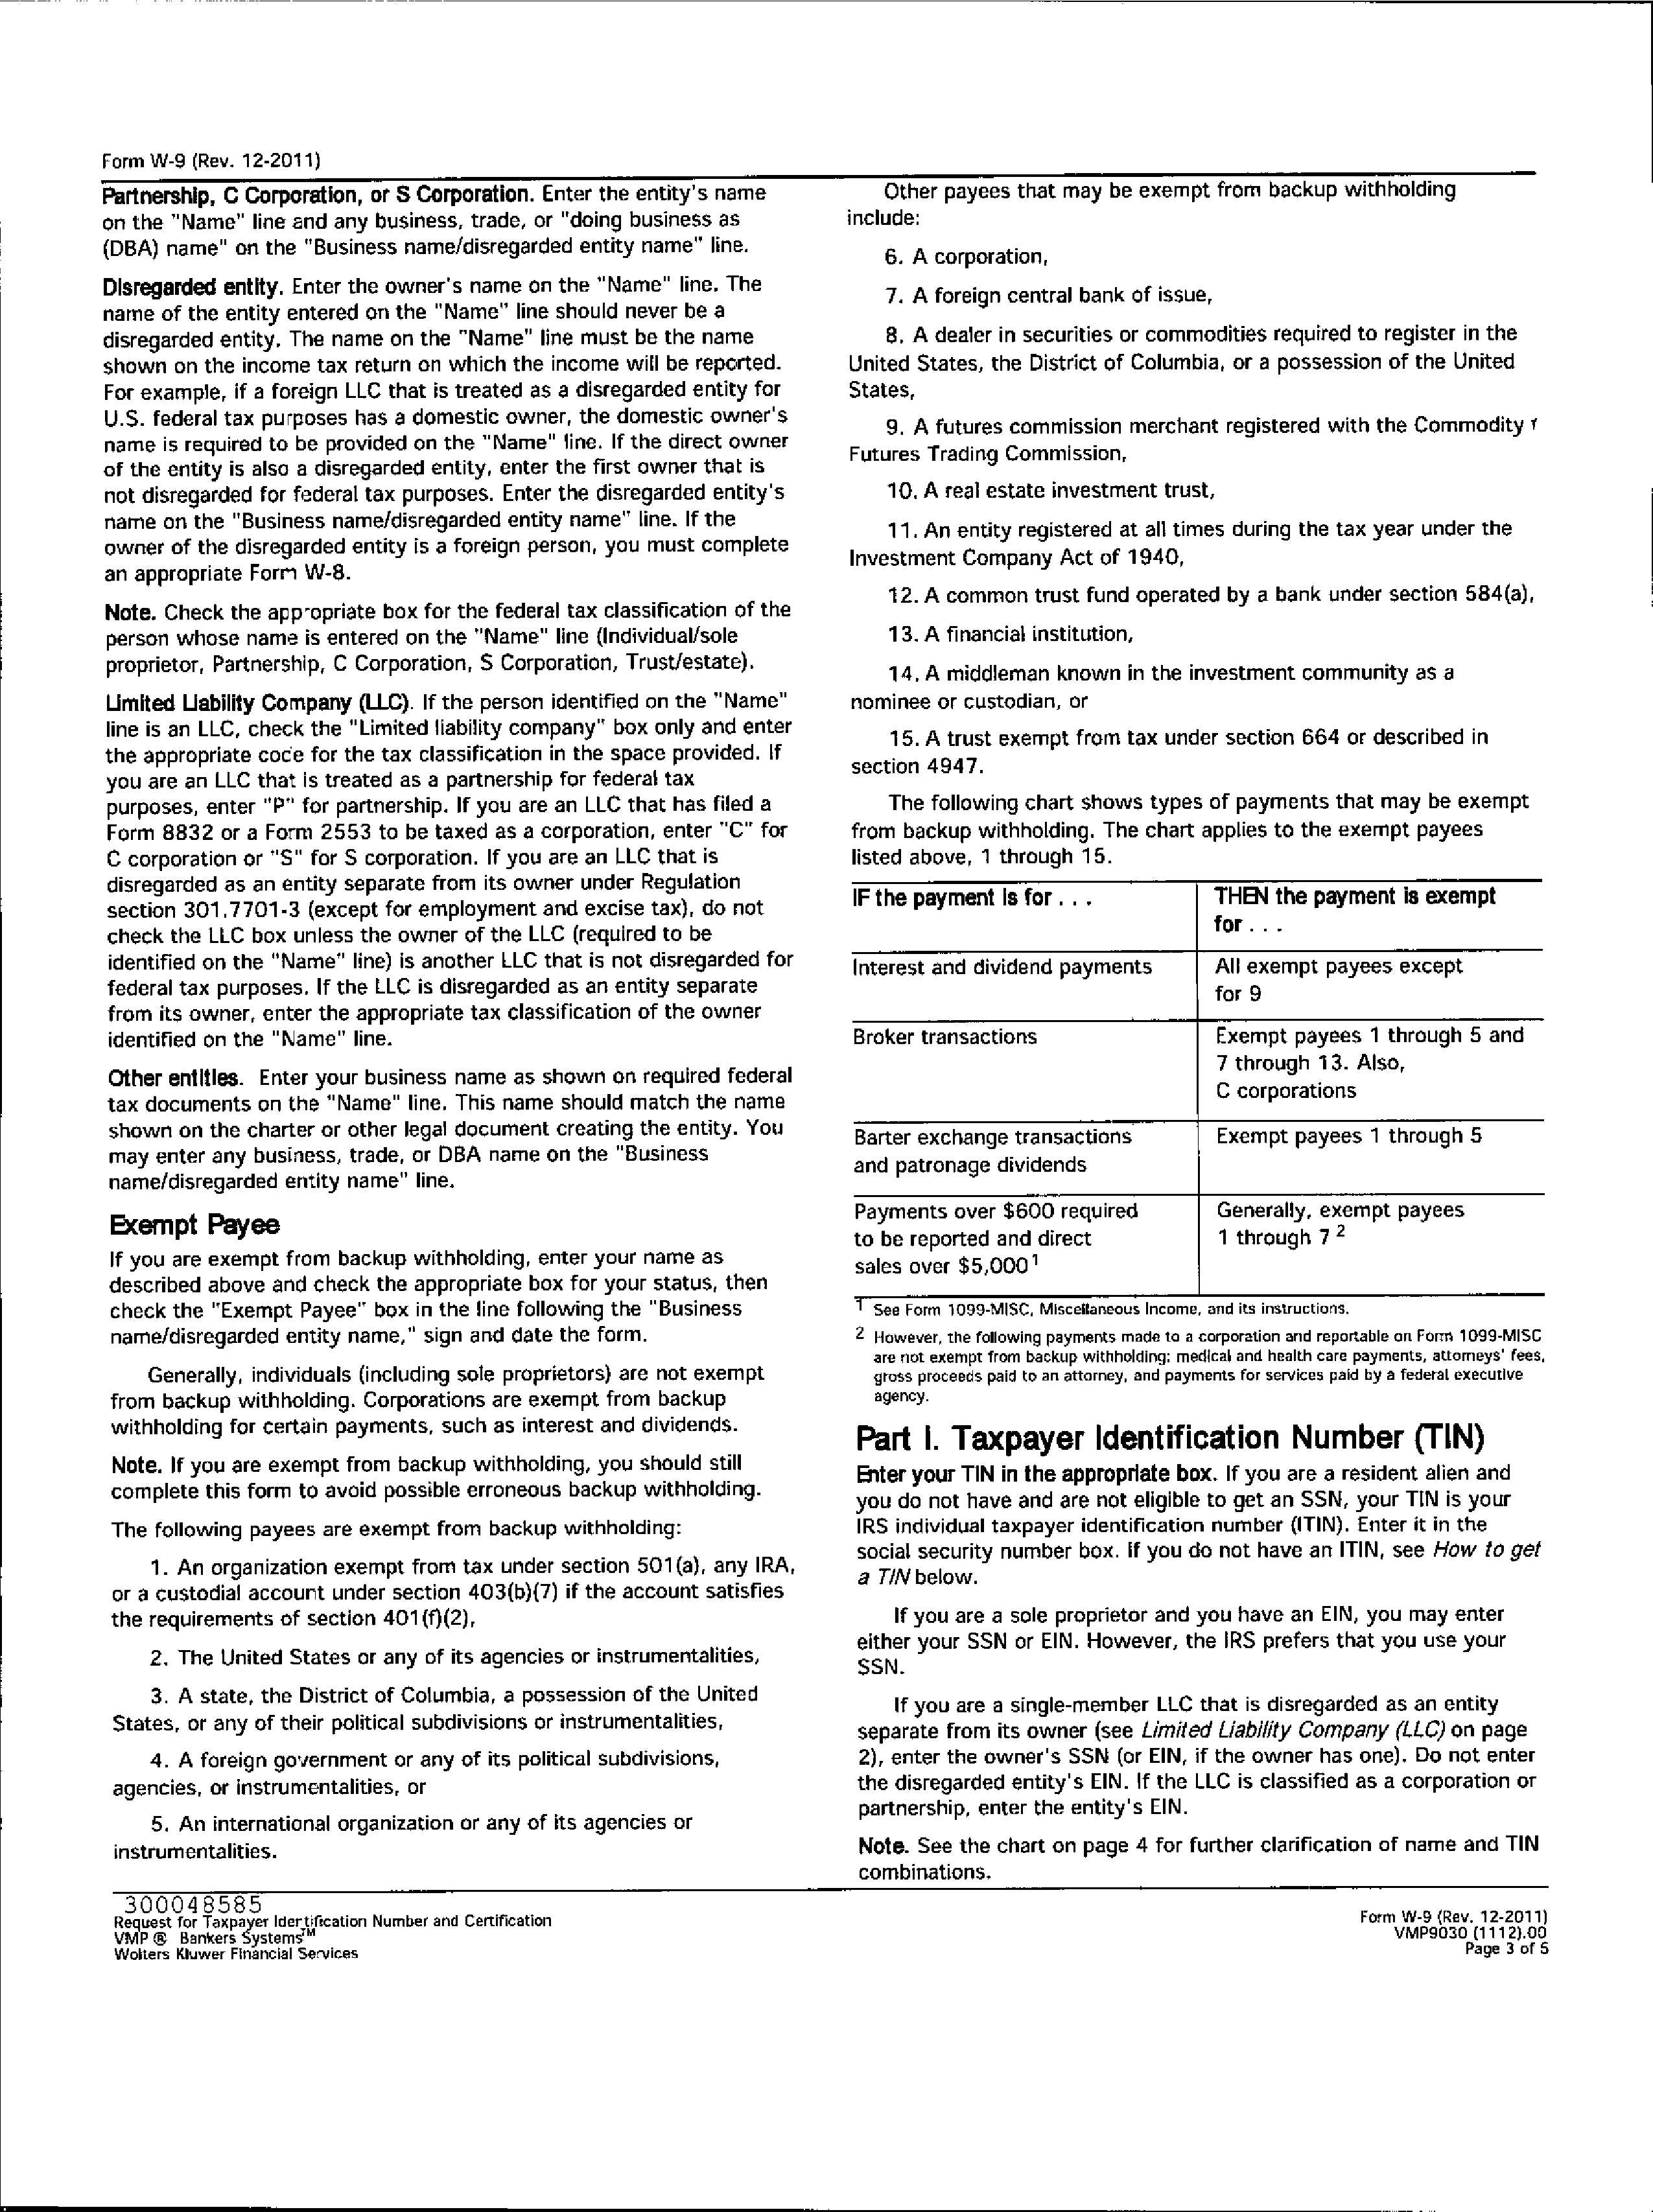 Form W-9 (Rev. 12-2011)
Partnership, C Corporation, or S Corporation. Enter the entity's name
on the "Name" line and any business, trade, or "doing business as
(DBA) name" on the "Business name/disregarded entity name" line.
Disregarded entity. Enter the owner's name on the "Name" line. The
name of the entity entered on the "Name" line should never be a
disregarded entity. The name on the "Name" line must be the name
shown on the income tax return on which the income will be reported.
For example, if a foreign LLC that is treated as a disregarded entity for
U.S. federal tax purposes has a domestic owner, the domestic owner's
name is required to be provided on the "Name" line. If the direct owner
of the entity is also a disregarded entity, enter the first owner that is
not disregarded for federal tax purposes. Enter the disregarded entity's
name on the "Business name/disregarded entity name" line. If the
owner of the disregarded entity is a foreign person, you must complete
an appropriate Form W-8.
Note. Check the appropriate box for the federal tax classification of the
person whose name is entered on the "Name" line (Individual/sole
proprietor, Partnership, C Corporation, S Corporation, Trust/estate).
Limited Liability Company (LLC). If the person identified on the "Name"
line is an LLC, check the "Limited liability company" box only and enter
the appropriate code for the tax classification in the space provided. If
you are an LLC that is treated as a partnership for federal tax
purposes, enter "P" for partnership. If you are an LLC that has filed a
Form 8832 or a Form 2553 to be taxed as a corporation, enter "C" for
C corporation or "S" for S corporation. If you are an LLC that is
disregarded as an entity separate from its owner under Regulation
section 301.7701-3 (except for employment and excise tax), do not
check the LLC box unless the owner of the LLC (required to be
identified on the "Name" line) is another LLC that is not disregarded for
federal tax purposes. If the LLC is disregarded as an entity separate
from its owner, enter the appropriate tax classification of the owner
identified on the "Name" line.
Other entities. Enter your business name as shown on required federal
tax documents on the "Name" line. This name should match the name
shown on the charter or other legal document creating the entity. You
may enter any business, trade, or DBA name on the "Business
name/disregarded entity name" line.
Exempt Payee
If you are exempt from backup withholding, enter your name as
described above and check the appropriate box for your status, then
check the "Exempt Payee" box in the line following the "Business
name/disregarded entity name," sign and date the form.
Generally, individuals (including sole proprietors) are not exempt
from backup withholding. Corporations are exempt from backup
withholding for certain payments, such as interest and dividends.
Note. If you are exempt from backup withholding, you should still
complete this form to avoid possible erroneous backup withholding.
The following payees are exempt from backup withholding:
1. An organization exempt from tax under section 501(a), any IRA,
or a custodial account under section 403(b)(7) if the account satisfies
the requirements of section 401(f)(2),
2. The United States or any of its agencies or instrumentalities,
3. A state, the District of Columbia, a possession of the United
States, or any of their political subdivisions or instrumentalities,
4. A foreign government or any of its political subdivisions,
agencies, or instrumentalities, or
5. An international organization or any of its agencies or
instrumentalities.
Other payees that may be exempt from backup withholding
include:
6. A corporation,
7. A foreign central bank of issue,
8. A dealer in securities or commodities required to register in the
United States, the District of Columbia, or a possession of the United
States,
9. A futures commission merchant registered with the Commodity
Futures Trading Commission,
10. A real estate investment trust,
11. An entity registered at all times during the tax year under the
Investment Company Act of 1940,
12. A common trust fund operated by a bank under section 584(a),
13. A financial institution,
14. A middleman known in the investment community as a
nominee or custodian, or
15. A trust exempt from tax under section 664 or described in
section 4947.
The following chart shows types of payments that may be exempt
from backup withholding. The chart applies to the exempt payees
listed above, 1 through 15.
IF the payment is for . . .
THEN the payment is exempt
for . . .
Interest and dividend payments
All exempt payees except
for 9
Broker transactions
Exempt payees 1 through 5 and
7 through 13. Also,
C corporations
Barter exchange transactions
and patronage dividends
Exempt payees 1 through 5
Payments over $600 required
to be reported and direct
sales over $5,000 1
Generally, exempt payees
1 through 7 2
1 See Form 1099-MISC, Miscellaneous Income, and its instructions.
2 However, the following payments made to a corporation and reportable on Form 1099-MISC
are not exempt from backup withholding: medical and health care payments, attorneys' fees,
gross proceeds paid to an attorney, and payments for services paid by a federal executive
agency.
Part I. Taxpayer Identification Number (TIN)
Enter your TIN in the appropriate box. If you are a resident alien and
you do not have and are not eligible to get an SSN, your TIN is your
IRS individual taxpayer identification number (ITIN). Enter it in the
social security number box. If you do not have an ITIN, see How to get
a TIN below.
If you are a sole proprietor and you have an EIN, you may enter
either your SSN or EIN. However, the IRS prefers that you use your
SSN.
If you are a single-member LLC that is disregarded as an entity
separate from its owner (see Limited Liability Company (LLC) on page
2), enter the owner's SSN (or EIN, if the owner has one). Do not enter
the disregarded entity's EIN. If the LLC is classified as a corporation or
partnership, enter the entity's EIN.
Note. See the chart on page 4 for further clarification of name and TIN
combinations.
300048585
Request for Taxpayer Identification Number and Certification
VMP ® Bankers Systems™
Wolters Kluwer Financial Services
Form W-9 (Rev. 12-2011)
VMP9030 (1112).00
Page 3 of 5